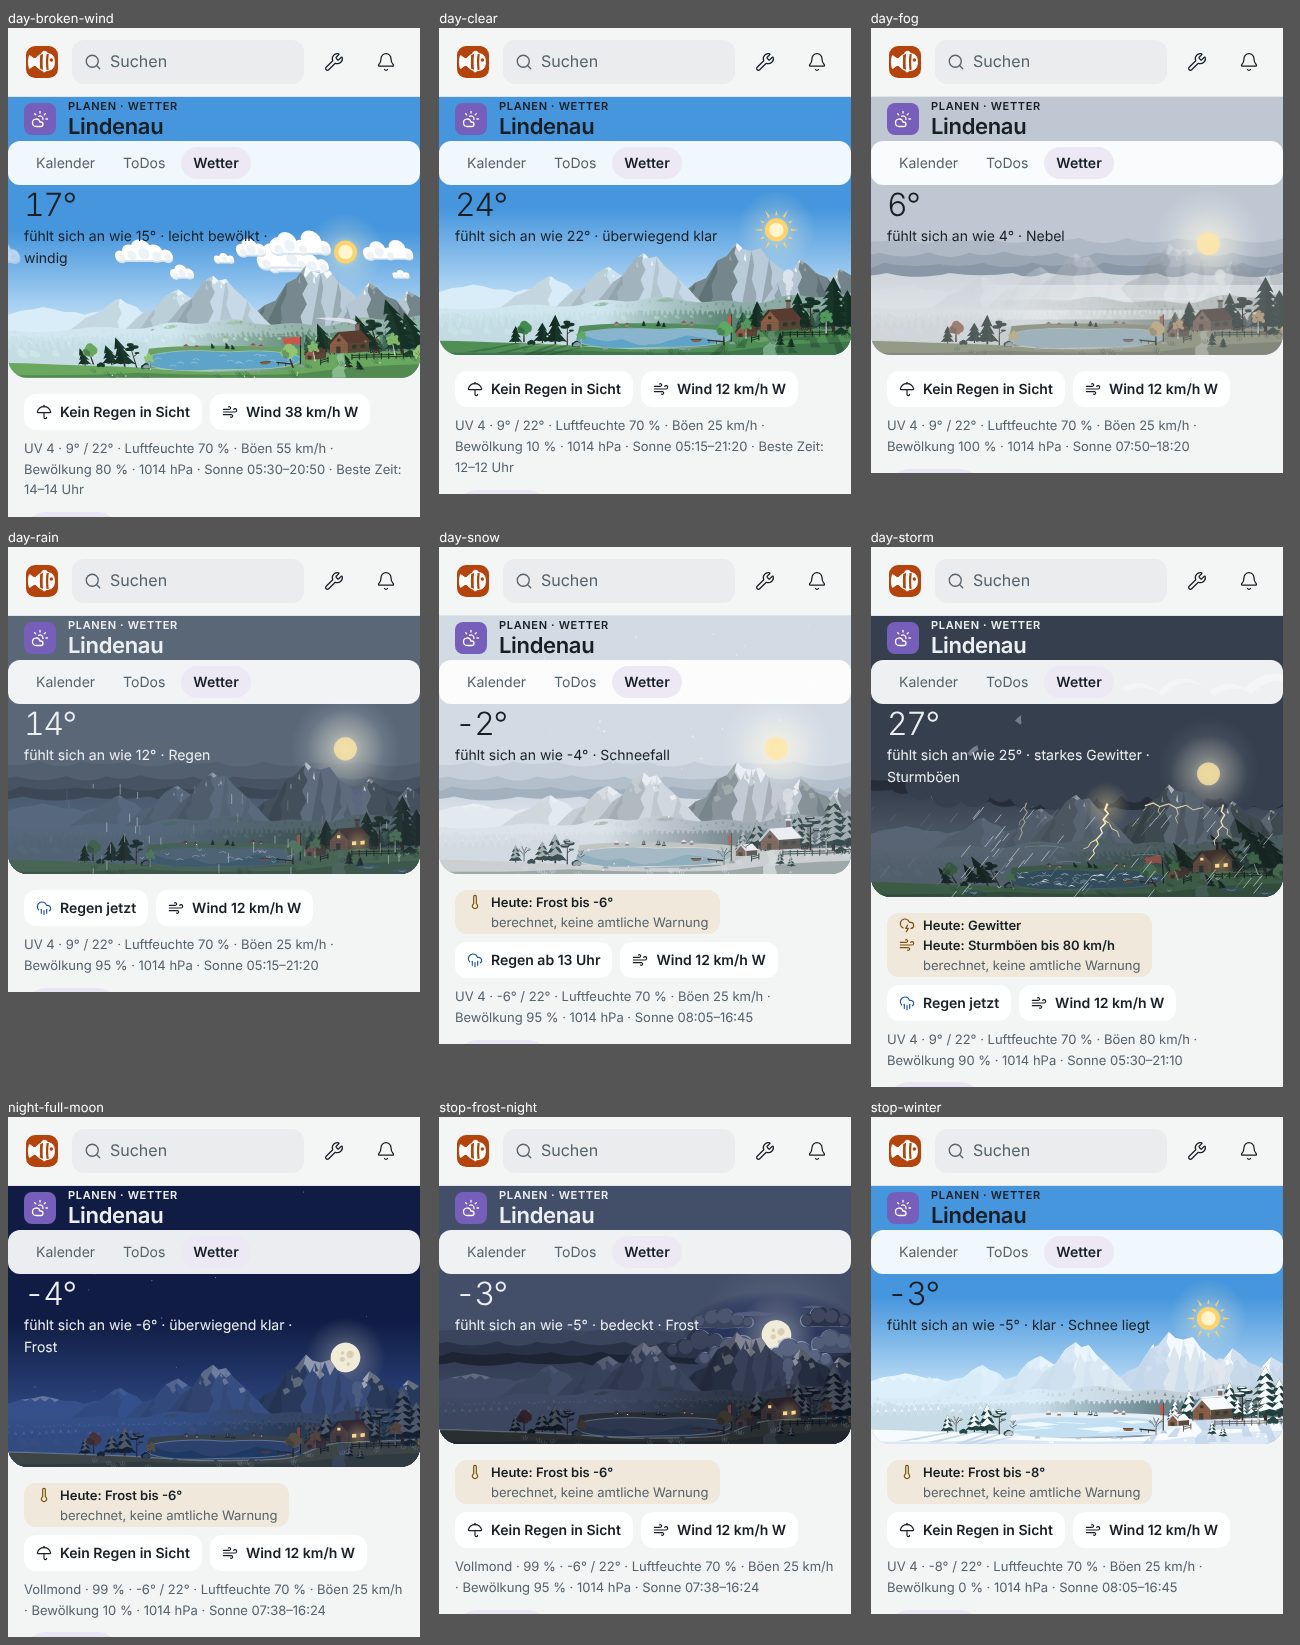 day-broken-wind
Suchen
PLANEN · WETTER
Lindenau
Kalender ToDos Wetter
17°
fühlt sich an wie 15° · leicht bewölkt ·
windig
Kein Regen in Sicht Wind 38 km/h W
UV 4 · 9° / 22° · Luftfeuchte 70 % · Böen 55 km/h ·
Bewölkung 80 % · 1014 hPa · Sonne 05:30–20:50 · Beste Zeit:
14–14 Uhr
day-clear
Suchen
PLANEN · WETTER
Lindenau
Kalender ToDos Wetter
24°
fühlt sich an wie 22° · überwiegend klar
Kein Regen in Sicht Wind 12 km/h W
UV 4 · 9° / 22° · Luftfeuchte 70 % · Böen 25 km/h ·
Bewölkung 10 % · 1014 hPa · Sonne 05:15–21:20 · Beste Zeit:
12–12 Uhr
day-fog
Suchen
PLANEN · WETTER
Lindenau
Kalender ToDos Wetter
6°
fühlt sich an wie 4° · Nebel
Kein Regen in Sicht Wind 12 km/h W
UV 4 · 9° / 22° · Luftfeuchte 70 % · Böen 25 km/h ·
Bewölkung 100 % · 1014 hPa · Sonne 07:50–18:20
day-rain
Suchen
PLANEN · WETTER
Lindenau
Kalender ToDos Wetter
14°
fühlt sich an wie 12° · Regen
Regen jetzt Wind 12 km/h W
UV 4 · 9° / 22° · Luftfeuchte 70 % · Böen 25 km/h ·
Bewölkung 95 % · 1014 hPa · Sonne 05:15–21:20
day-snow
Suchen
PLANEN · WETTER
Lindenau
Kalender ToDos Wetter
-2°
fühlt sich an wie -4° · Schneefall
Heute: Frost bis -6°
berechnet, keine amtliche Warnung
Regen ab 13 Uhr Wind 12 km/h W
UV 4 · -6° / 22° · Luftfeuchte 70 % · Böen 25 km/h ·
Bewölkung 95 % · 1014 hPa · Sonne 08:05–16:45
day-storm
Suchen
PLANEN · WETTER
Lindenau
Kalender ToDos Wetter
27°
fühlt sich an wie 25° · starkes Gewitter ·
Sturmböen
Heute: Gewitter
Heute: Sturmböen bis 80 km/h
berechnet, keine amtliche Warnung
Regen jetzt Wind 12 km/h W
UV 4 · 9° / 22° · Luftfeuchte 70 % · Böen 80 km/h ·
Bewölkung 90 % · 1014 hPa · Sonne 05:30–21:10
night-full-moon
Suchen
PLANEN · WETTER
Lindenau
Kalender ToDos Wetter
-4°
fühlt sich an wie -6° · überwiegend klar ·
Frost
Heute: Frost bis -6°
berechnet, keine amtliche Warnung
Kein Regen in Sicht Wind 12 km/h W
Vollmond · 99 % · -6° / 22° · Luftfeuchte 70 % · Böen 25 km/h
· Bewölkung 10 % · 1014 hPa · Sonne 07:38–16:24
stop-frost-night
Suchen
PLANEN · WETTER
Lindenau
Kalender ToDos Wetter
-3°
fühlt sich an wie -5° · bedeckt · Frost
Heute: Frost bis -6°
berechnet, keine amtliche Warnung
Kein Regen in Sicht Wind 12 km/h W
Vollmond · 99 % · -6° / 22° · Luftfeuchte 70 % · Böen 25 km/h
· Bewölkung 95 % · 1014 hPa · Sonne 07:38–16:24
stop-winter
Suchen
PLANEN · WETTER
Lindenau
Kalender ToDos Wetter
-3°
fühlt sich an wie -5° · klar · Schnee liegt
Heute: Frost bis -8°
berechnet, keine amtliche Warnung
Kein Regen in Sicht Wind 12 km/h W
UV 4 · -8° / 22° · Luftfeuchte 70 % · Böen 25 km/h ·
Bewölkung 0 % · 1014 hPa · Sonne 08:05–16:45